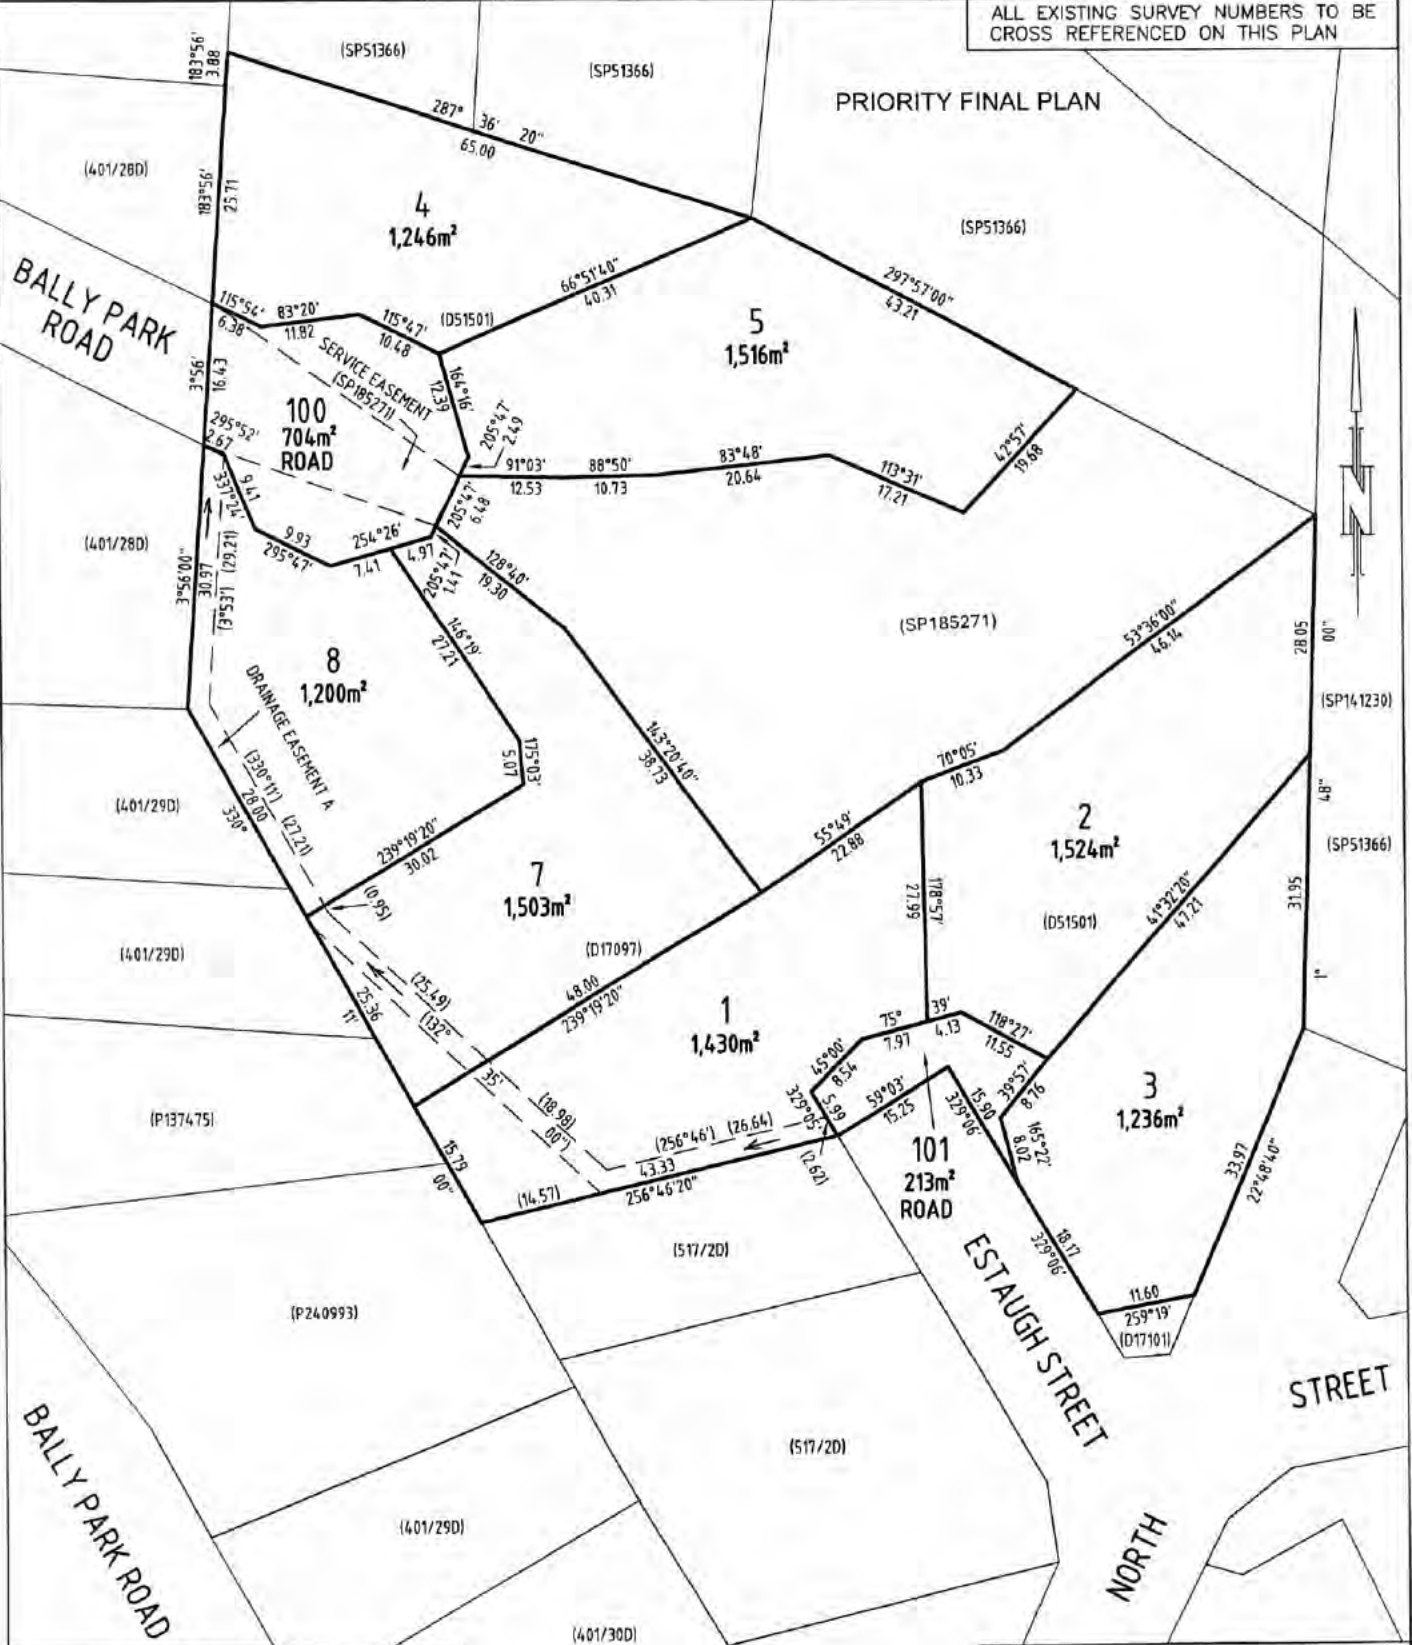 ALL EXISTING SURVEY NUMBERS TO BE
CROSS REFERENCED ON THIS PLAN
PRIORITY FINAL PLAN
183°56'
3.88
(SP51366)
(SP51366)
287° 36' 20"
65.00
(401/28D)
183°56'
25.71
4
1,246m²
(SP51366)
BALLY PARK
ROAD
115°54'
6.38
83°20'
11.82
115°47'
10.48
(D51501)
66°51'40"
40.31
297°57'00"
43.21
5
1,516m²
SERVICE EASEMENT
(SP185271)
3°56'
16.43
164°16'
12.39
100
704m²
ROAD
295°52'
2.67
205°47'
2.49
91°03'
12.53
88°50'
10.73
83°48'
20.64
113°31'
17.21
42°57'
19.68
9.41
337°24'
205°47'
6.48
9.93
295°47'
254°26'
7.41
4.97
205°47'
1.41
128°40'
19.30
(401/28D)
3°56'00"
30.97
(3°53') (29.21)
146°19'
27.21
(SP185271)
53°36'00"
46.14
28.05
00"
8
1,200m²
DRAINAGE EASEMENT A
(SP141230)
175°03'
5.07
143°20'40"
38.73
70°05'
10.33
(401/29D)
(330°11') (27.21)
28.00
330°
239°19'20"
30.02
55°49'
22.88
2
1,524m²
48"
(SP51366)
7
1,503m²
(0.95)
178°57'
27.99
(D51501)
41°32'20"
47.21
31.95
(401/29D)
(D17097)
48.00
239°19'20"
1"
(25.49)
(132°
35'
00")
25.36
11'
1
1,430m²
75° 39'
7.97
4.13
118°27'
11.55
45°00'
8.54
39°57'
8.76
3
1,236m²
(P137475)
(18.98)
329°05'
5.99
59°03'
15.25
15.90
329°06'
165°22'
8.02
(256°46') (26.64)
43.33
256°46'20"
(2.62)
101
213m²
ROAD
15.79
00"
(14.57)
33.97
22°48'40"
(517/2D)
18.17
329°06'
11.60
259°19'
(D17101)
(P240993)
ESTAUGH STREET
STREET
NORTH
BALLY PARK ROAD
(517/2D)
(401/29D)
(401/30D)
N